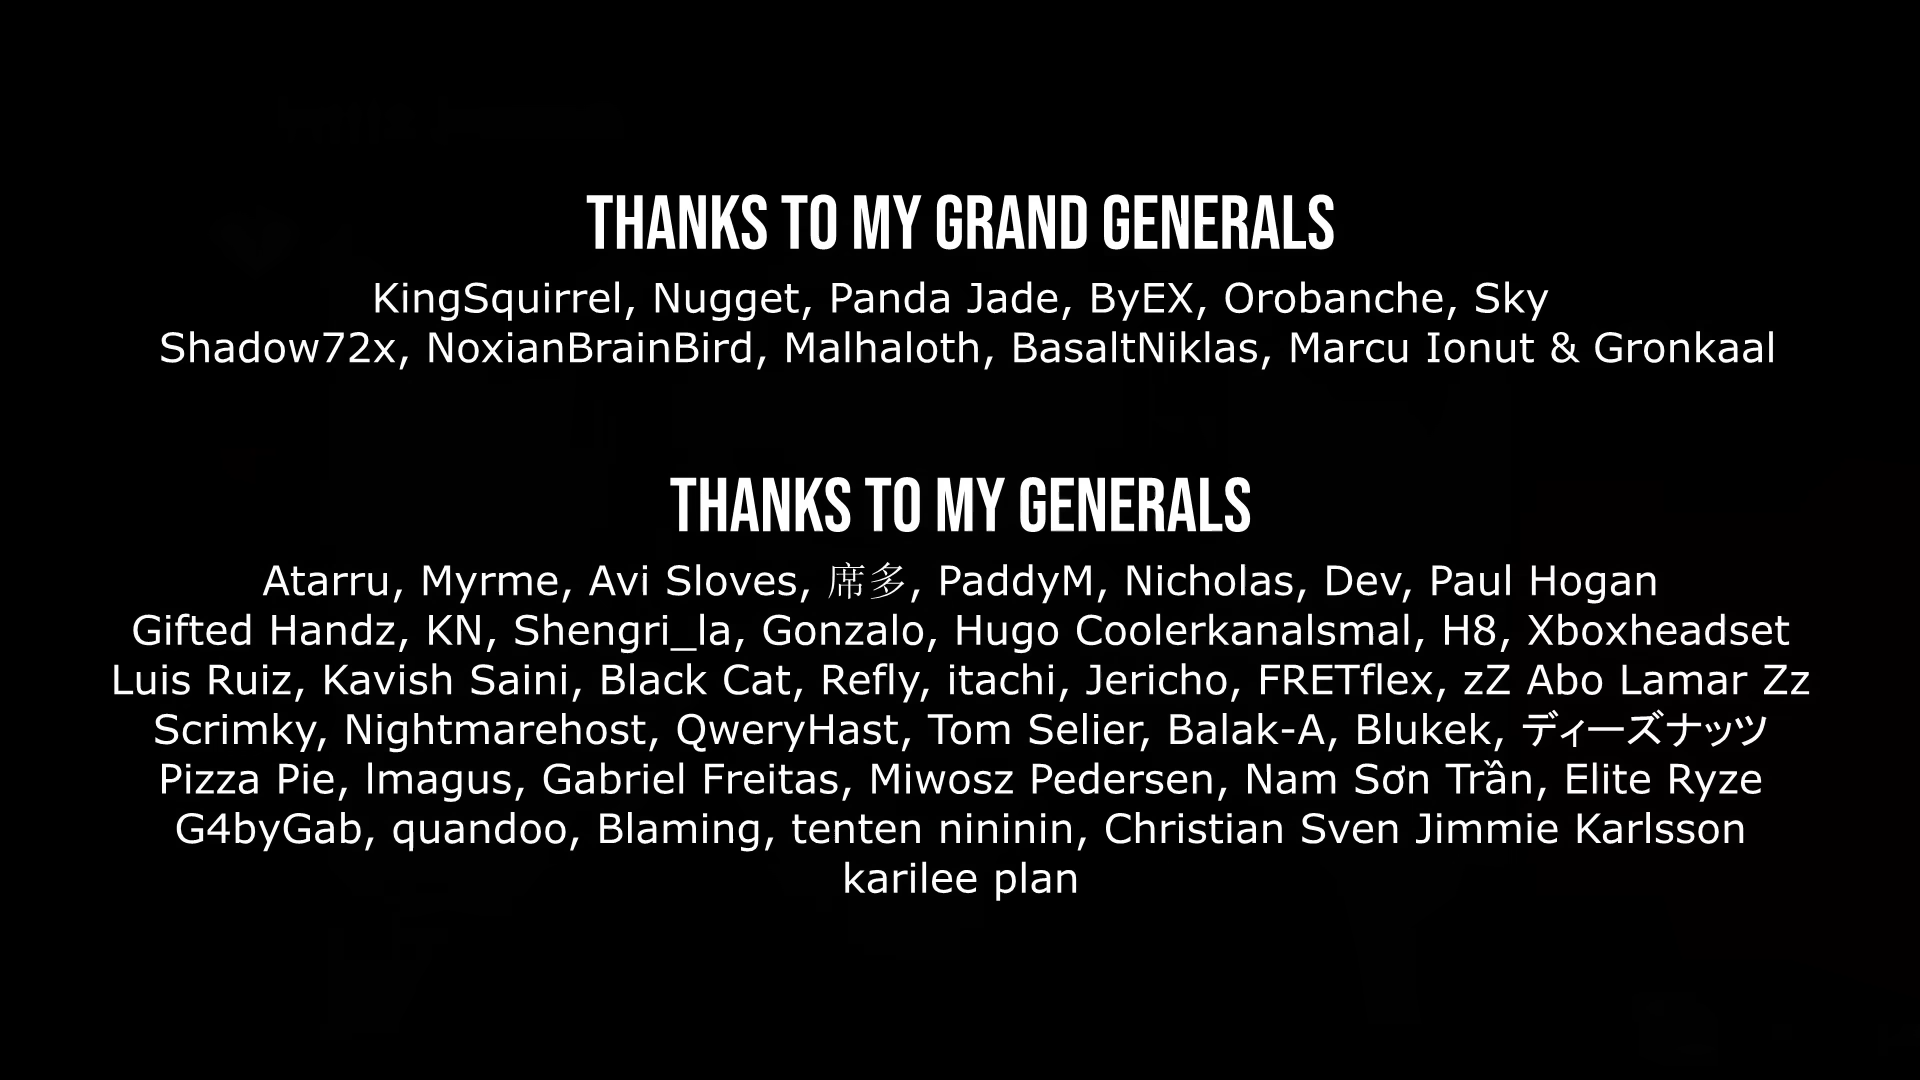 THANKS TO MY GRAND GENERALS
KingSquirrel, Nugget, Panda Jade, ByEX, Orobanche, Sky
Shadow72x, NoxianBrainBird, Malhaloth, BasaltNiklas, Marcu Ionut & Gronkaal
THANKS TO MY GENERALS
Atarru, Myrme, Avi Sloves, 席多, PaddyM, Nicholas, Dev, Paul Hogan
Gifted Handz, KN, Shengri_la, Gonzalo, Hugo Coolerkanalsmal, H8, Xboxheadset
Luis Ruiz, Kavish Saini, Black Cat, Refly, itachi, Jericho, FRETflex, zZ Abo Lamar Zz
Scrimky, Nightmarehost, QweryHast, Tom Selier, Balak-A, Blukek, ディーズナッツ
Pizza Pie, lmagus, Gabriel Freitas, Miwosz Pedersen, Nam Sơn Trần, Elite Ryze
G4byGab, quandoo, Blaming, tenten nininin, Christian Sven Jimmie Karlsson
karilee plan